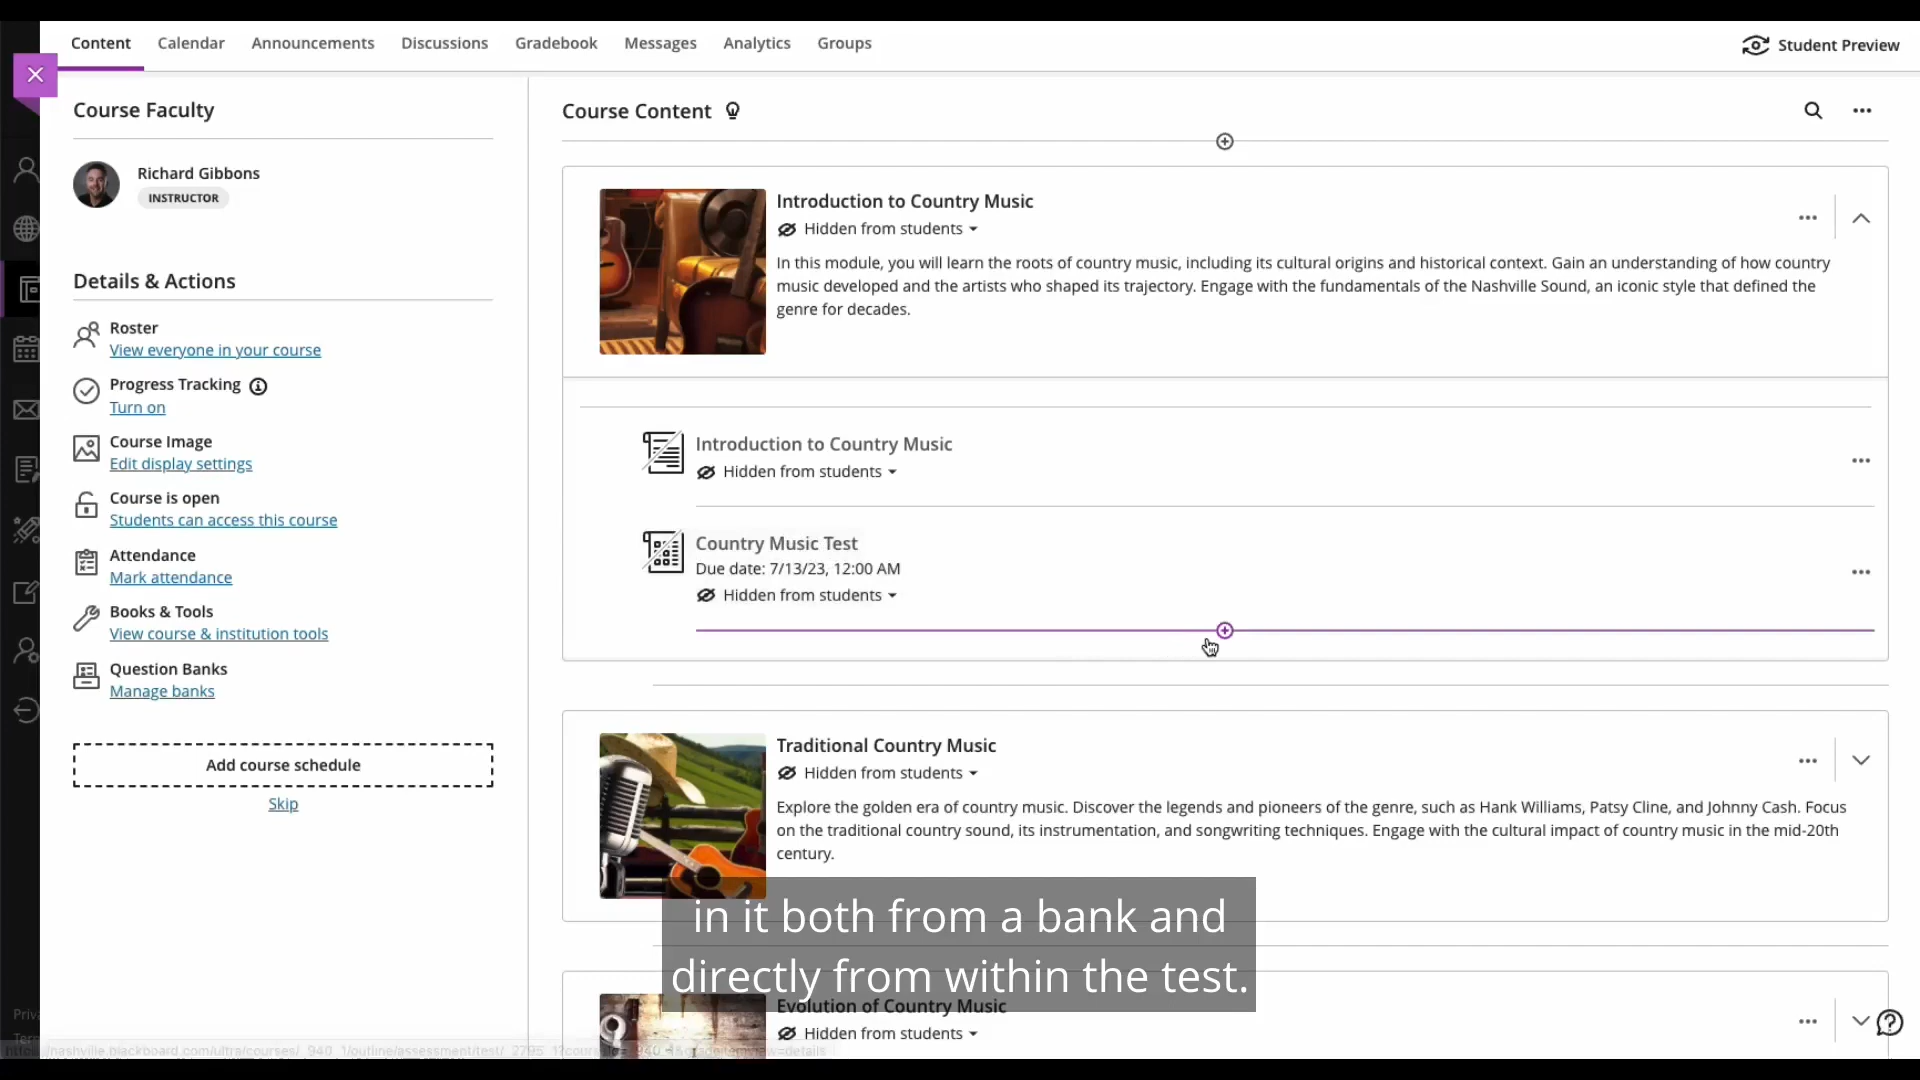 Content
Calendar
Announcements
Discussions
Gradebook
Messages
Analytics
Groups
Student Preview
Course Faculty
Richard Gibbons
INSTRUCTOR
Details & Actions
Roster
View everyone in your course
Progress Tracking
Turn on
Course Image
Edit display settings
Course is open
Students can access this course
Attendance
Mark attendance
Books & Tools
View course & institution tools
Question Banks
Manage banks
Add course schedule
Skip
Course Content
Introduction to Country Music
Hidden from students
In this module, you will learn the roots of country music, including its cultural origins and historical context. Gain an understanding of how country
music developed and the artists who shaped its trajectory. Engage with the fundamentals of the Nashville Sound, an iconic style that defined the
genre for decades.
Introduction to Country Music
Hidden from students
Country Music Test
Due date: 7/13/23, 12:00 AM
Hidden from students
Traditional Country Music
Hidden from students
Explore the golden era of country music. Discover the legends and pioneers of the genre, such as Hank Williams, Patsy Cline, and Johnny Cash. Focus
on the traditional country sound, its instrumentation, and songwriting techniques. Engage with the cultural impact of country music in the mid-20th
century.
in it both from a bank and
directly from within the test.
Evolution of Country Music
Hidden from students